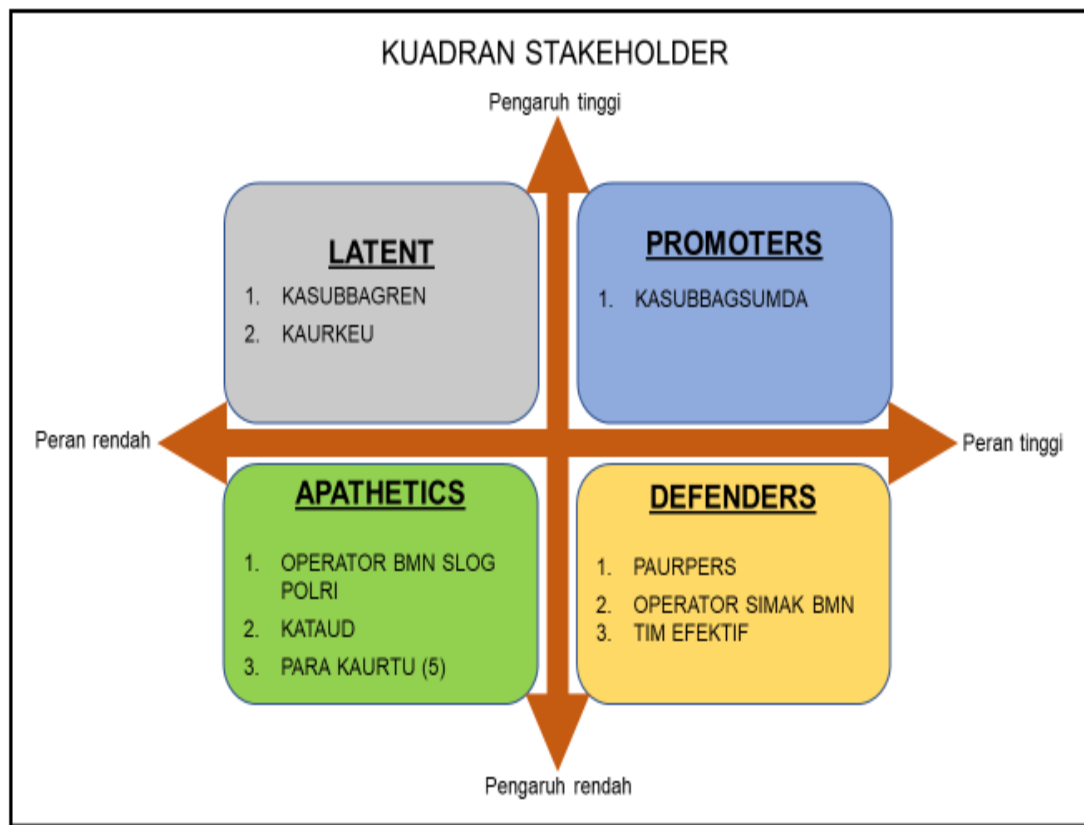 KUADRAN STAKEHOLDER
Pengaruh tinggi
LATENT
1. KASUBBAGREN
2. KAURKEU
PROMOTERS
1. KASUBBAGSUMDA
Peran rendah
Peran tinggi
APATHETICS
1. OPERATOR BMN SLOG
POLRI
2. KATAUD
3. PARA KAURTU (5)
DEFENDERS
1. PAURPERS
2. OPERATOR SIMAK BMN
3. TIM EFEKTIF
Pengaruh rendah